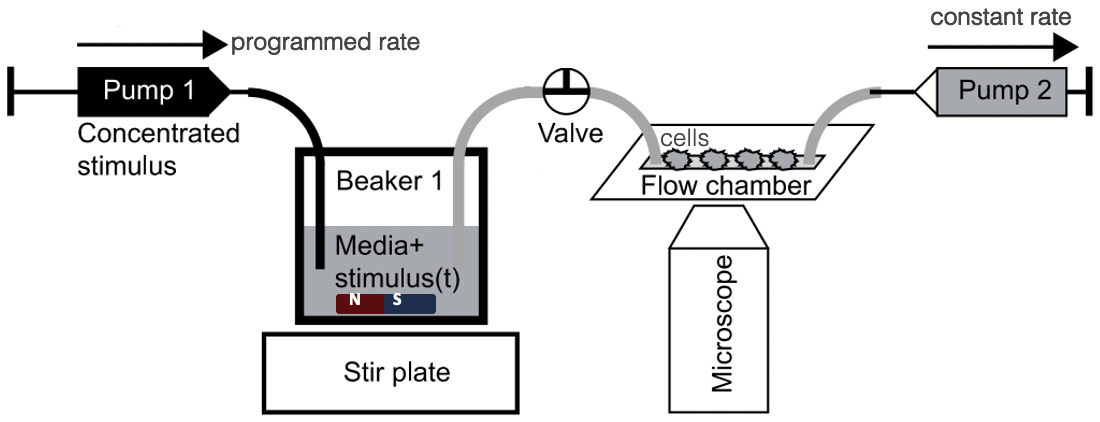 programmed rate
constant rate
Pump 1
Pump 2
Concentrated
stimulus
Valve
cells
Beaker 1
Flow chamber
Media+
stimulus(t)
N S
Microscope
Stir plate